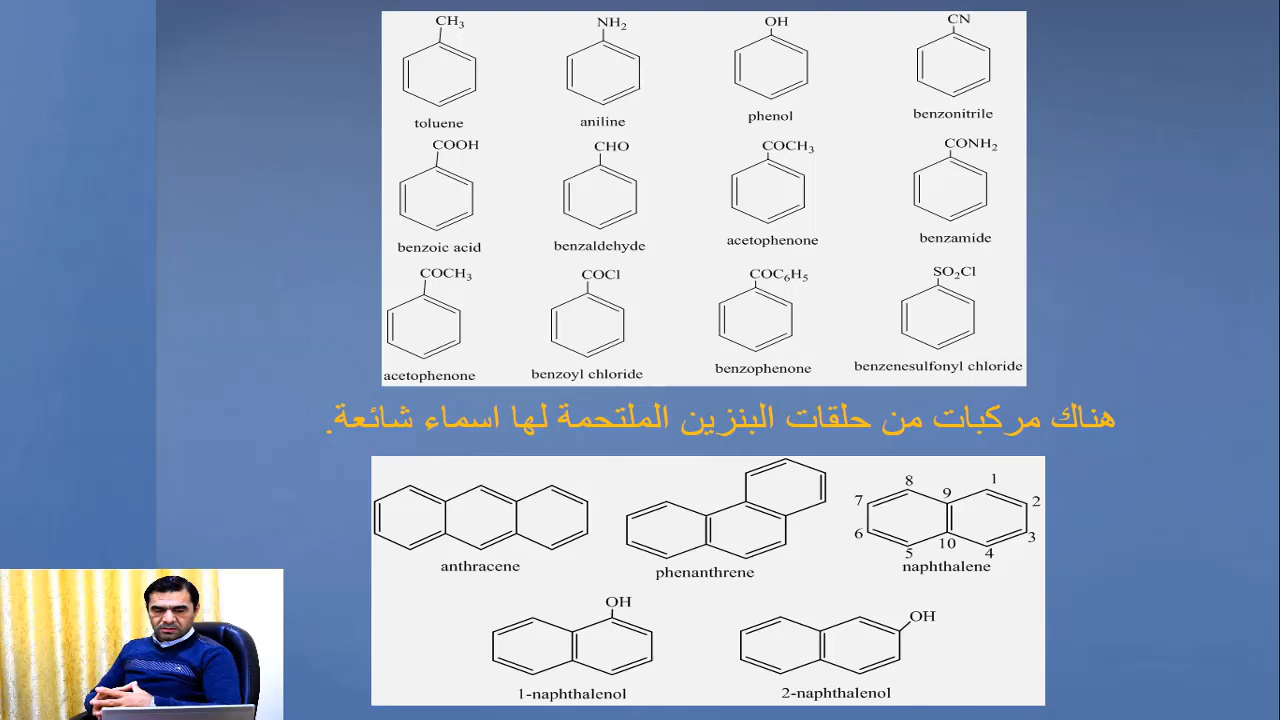 CH₃ NH₂ OH CN
toluene aniline phenol benzonitrile
COOH CHO COCH₃ CONH₂
benzoic acid benzaldehyde acetophenone benzamide
COCH₃ COCl COC₆H₅ SO₂Cl
acetophenone benzoyl chloride benzophenone benzenesulfonyl chloride
هناك مركبات من حلقات البنزين الملتحمة لها اسماء شائعة.
8 1
7 9 2
6 10 3
5 4
anthracene phenanthrene naphthalene
OH OH
1-naphthalenol 2-naphthalenol